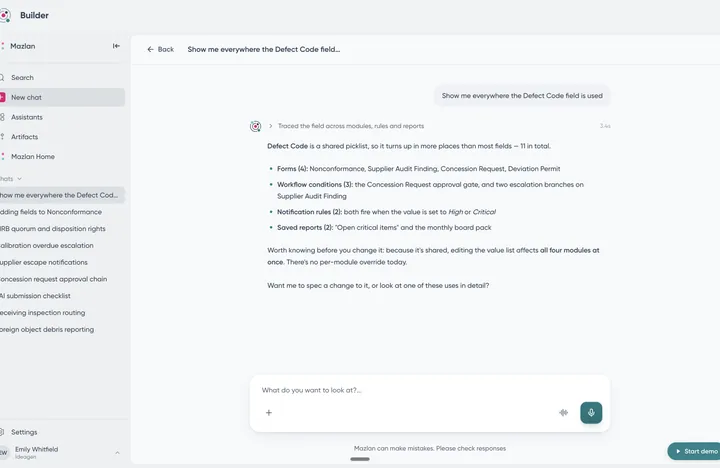 Builder
Mazlan
Back
Show me everywhere the Defect Code field...
Search
New chat
Assistants
Artifacts
Mazlan Home
hats
how me everywhere the Defect Cod...
dding fields to Nonconformance
RB quorum and disposition rights
alibration overdue escalation
upplier escape notifications
oncession request approval chain
AI submission checklist
eceiving inspection routing
oreign object debris reporting
Settings
EW
Emily Whitfield
Ideagen
Show me everywhere the Defect Code field is used
Traced the field across modules, rules and reports
3.4s
Defect Code is a shared picklist, so it turns up in more places than most fields — 11 in total.
• Forms (4): Nonconformance, Supplier Audit Finding, Concession Request, Deviation Permit
• Workflow conditions (3): the Concession Request approval gate, and two escalation branches on
Supplier Audit Finding
• Notification rules (2): both fire when the value is set to High or Critical
• Saved reports (2): "Open critical items" and the monthly board pack
Worth knowing before you change it: because it's shared, editing the value list affects all four modules at
once. There's no per-module override today.
Want me to spec a change to it, or look at one of these uses in detail?
What do you want to look at?...
Mazlan can make mistakes. Please check responses
Start demo